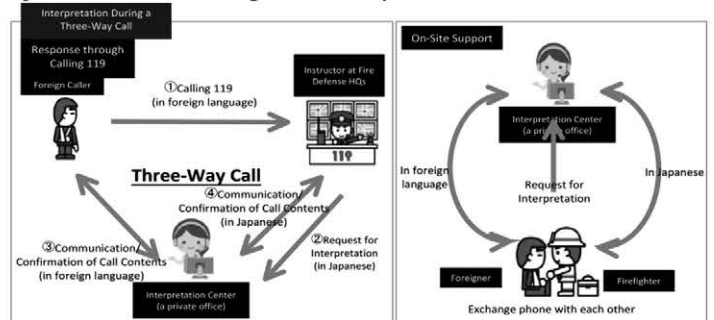 Interpretation During a
Three-Way Call
Response through
Calling 119
Foreign Caller
①Calling 119
(in foreign language)
Instructor at Fire
Defense HQs
119
Three-Way Call
④Communication/
Confirmation of Call Contents
(in Japanese)
②Request for
Interpretation
(in Japanese)
③Communication/
Confirmation of Call Contents
(in foreign language)
Interpretation Center
(a private office)
On-Site Support
Interpretation Center
(a private office)
In foreign
language
Request for
Interpretation
In Japanese
Foreigner
Firefighter
Exchange phone with each other